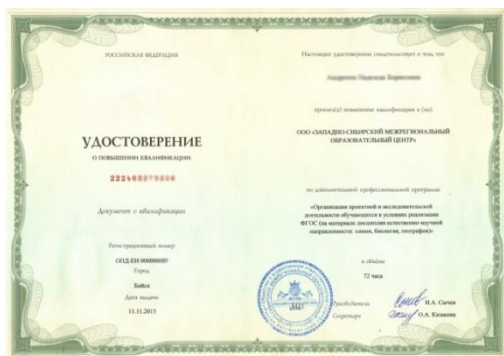 РОССИЙСКАЯ ФЕДЕРАЦИЯ
УДОСТОВЕРЕНИЕ
О ПОВЫШЕНИИ КВАЛИФИКАЦИИ
Документ о квалификации
Регистрационный номер
Город
Бийск
Дата выдачи
11.11.2015
Настоящее удостоверение свидетельствует о том, что
прошел(а) повышение квалификации в (на)
ООО «ЗАПАДНО-СИБИРСКИЙ МЕЖРЕГИОНАЛЬНЫЙ
ОБРАЗОВАТЕЛЬНЫЙ ЦЕНТР»
по дополнительной профессиональной программе
«Организация проектной и исследовательской
деятельности обучающихся в условиях реализации
ФГОС (на материале дисциплин естественно-научной
направленности: химия, биология, география)»
в объёме
72 часа
Руководитель И.А. Сычев
Секретарь О.А. Казакова